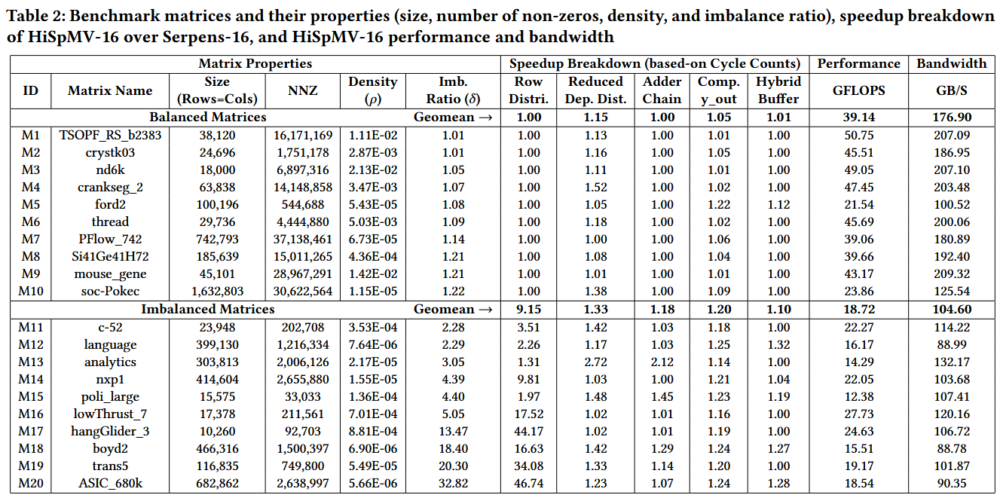 Table 2: Benchmark matrices and their properties (size, number of non-zeros, density, and imbalance ratio), speedup breakdown
of HiSpMV-16 over Serpens-16, and HiSpMV-16 performance and bandwidth
Matrix Properties Speedup Breakdown (based-on Cycle Counts) Performance Bandwidth
ID Matrix Name Size (Rows=Cols) NNZ Density (ρ) Imb. Ratio (δ) Row Distri. Reduced Dep. Dist. Adder Chain Comp. y_out Hybrid Buffer GFLOPS GB/S
Balanced Matrices Geomean → 1.00 1.15 1.00 1.05 1.01 39.14 176.90
M1 TSOPF_RS_b2383 38,120 16,171,169 1.11E-02 1.01 1.00 1.13 1.00 1.01 1.00 50.75 207.09
M2 crystk03 24,696 1,751,178 2.87E-03 1.01 1.00 1.16 1.00 1.05 1.00 45.51 186.95
M3 nd6k 18,000 6,897,316 2.13E-02 1.05 1.00 1.11 1.00 1.01 1.00 49.05 207.10
M4 crankseg_2 63,838 14,148,858 3.47E-03 1.07 1.00 1.52 1.00 1.02 1.00 47.45 203.48
M5 ford2 100,196 544,688 5.43E-05 1.08 1.00 1.05 1.00 1.22 1.12 21.54 100.52
M6 thread 29,736 4,444,880 5.03E-03 1.09 1.00 1.18 1.00 1.02 1.00 45.69 200.06
M7 PFlow_742 742,793 37,138,461 6.73E-05 1.14 1.00 1.00 1.00 1.06 1.00 39.06 180.89
M8 Si41Ge41H72 185,639 15,011,265 4.36E-04 1.21 1.00 1.08 1.00 1.04 1.00 39.66 192.40
M9 mouse_gene 45,101 28,967,291 1.42E-02 1.21 1.00 1.01 1.00 1.01 1.00 43.17 209.32
M10 soc-Pokec 1,632,803 30,622,564 1.15E-05 1.22 1.00 1.38 1.00 1.09 1.00 23.86 125.54
Imbalanced Matrices Geomean → 9.15 1.33 1.18 1.20 1.10 18.72 104.60
M11 c-52 23,948 202,708 3.53E-04 2.28 3.51 1.42 1.03 1.18 1.00 22.27 114.22
M12 language 399,130 1,216,334 7.64E-06 2.29 2.26 1.17 1.03 1.25 1.32 16.17 88.99
M13 analytics 303,813 2,006,126 2.17E-05 3.05 1.31 2.72 2.12 1.14 1.00 14.29 132.17
M14 nxp1 414,604 2,655,880 1.55E-05 4.39 9.81 1.03 1.00 1.21 1.04 22.05 103.68
M15 poli_large 15,575 33,033 1.36E-04 4.40 1.97 1.48 1.45 1.23 1.19 12.38 107.41
M16 lowThrust_7 17,378 211,561 7.01E-04 5.05 17.52 1.02 1.01 1.16 1.00 27.73 120.16
M17 hangGlider_3 10,260 92,703 8.81E-04 13.47 44.17 1.02 1.01 1.19 1.00 24.63 106.72
M18 boyd2 466,316 1,500,397 6.90E-06 18.40 16.63 1.42 1.29 1.24 1.27 15.51 88.78
M19 trans5 116,835 749,800 5.49E-05 20.30 34.08 1.33 1.14 1.20 1.00 19.17 101.87
M20 ASIC_680k 682,862 2,638,997 5.66E-06 32.82 46.74 1.23 1.07 1.24 1.28 18.54 90.35